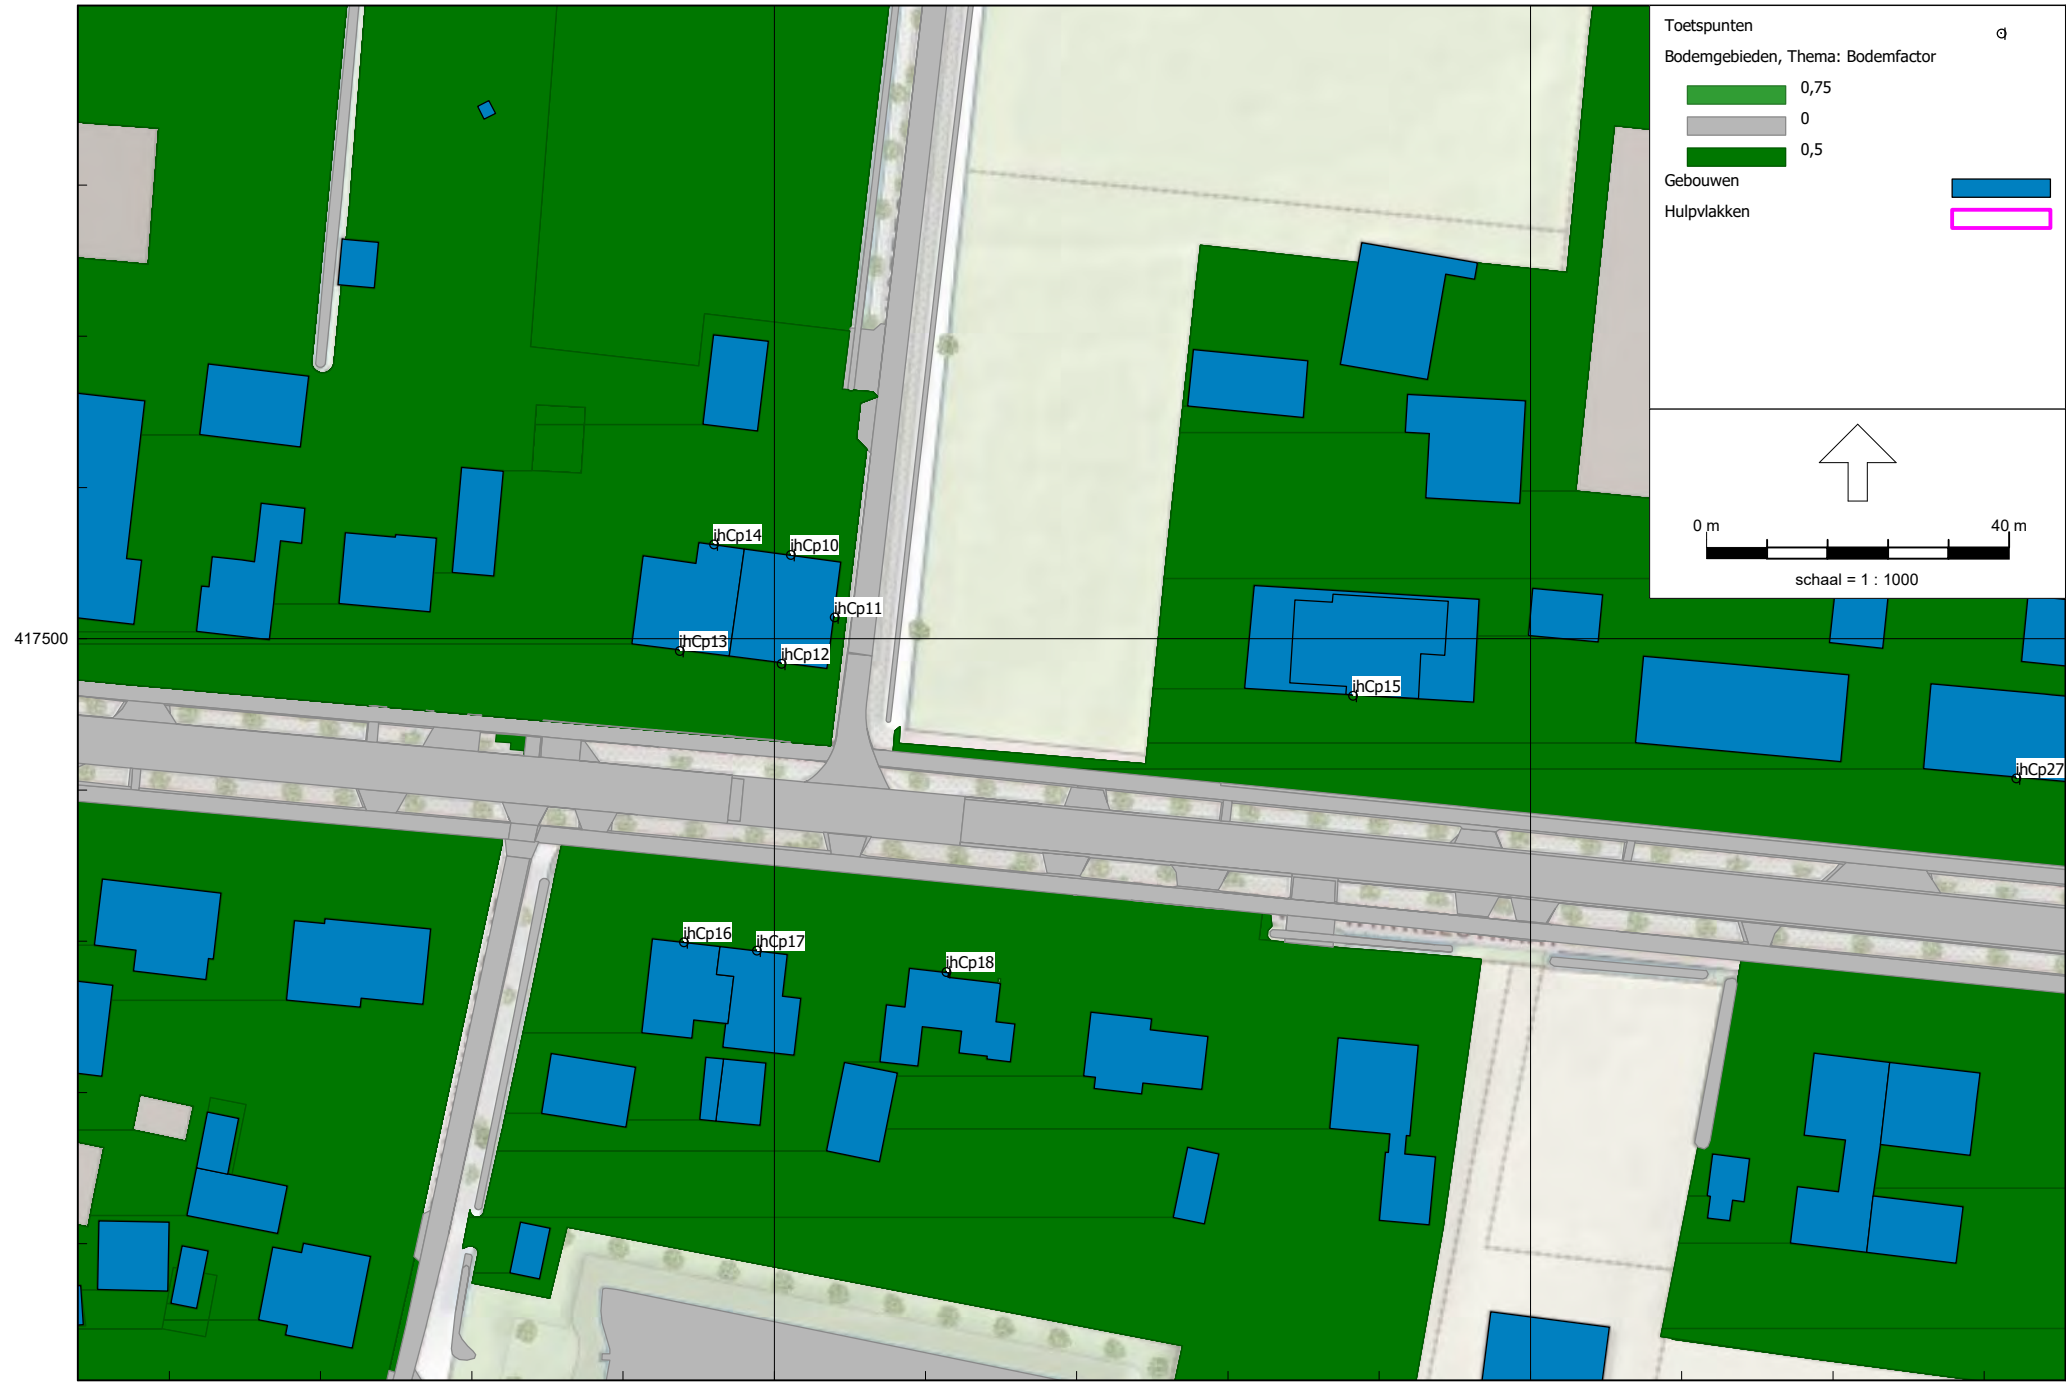 Toetspunten
Bodemgebieden, Thema: Bodemfactor
0,75
0
0,5
Gebouwen
Hulpvlakken
0 m 40 m
schaal = 1 : 1000
ihCp14
ihCp10
ihCp11
417500
ihCp13
ihCp12
ihCp15
ihCp27
ihCp16
ihCp17
ihCp18